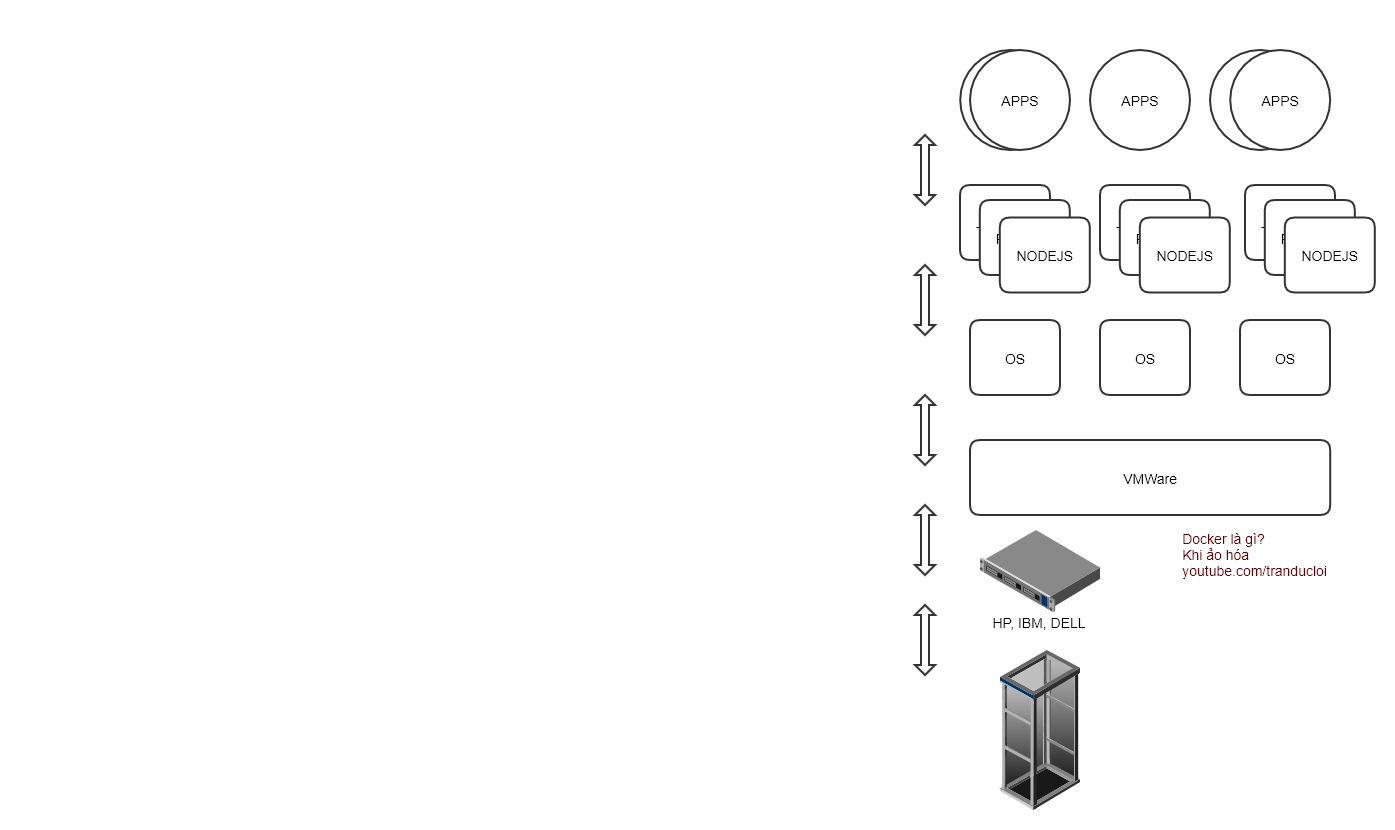 APPS
APPS
APPS
NODEJS
NODEJS
NODEJS
OS
OS
OS
VMWare
Docker là gì?
Khi ảo hóa
youtube.com/tranducloi
HP, IBM, DELL